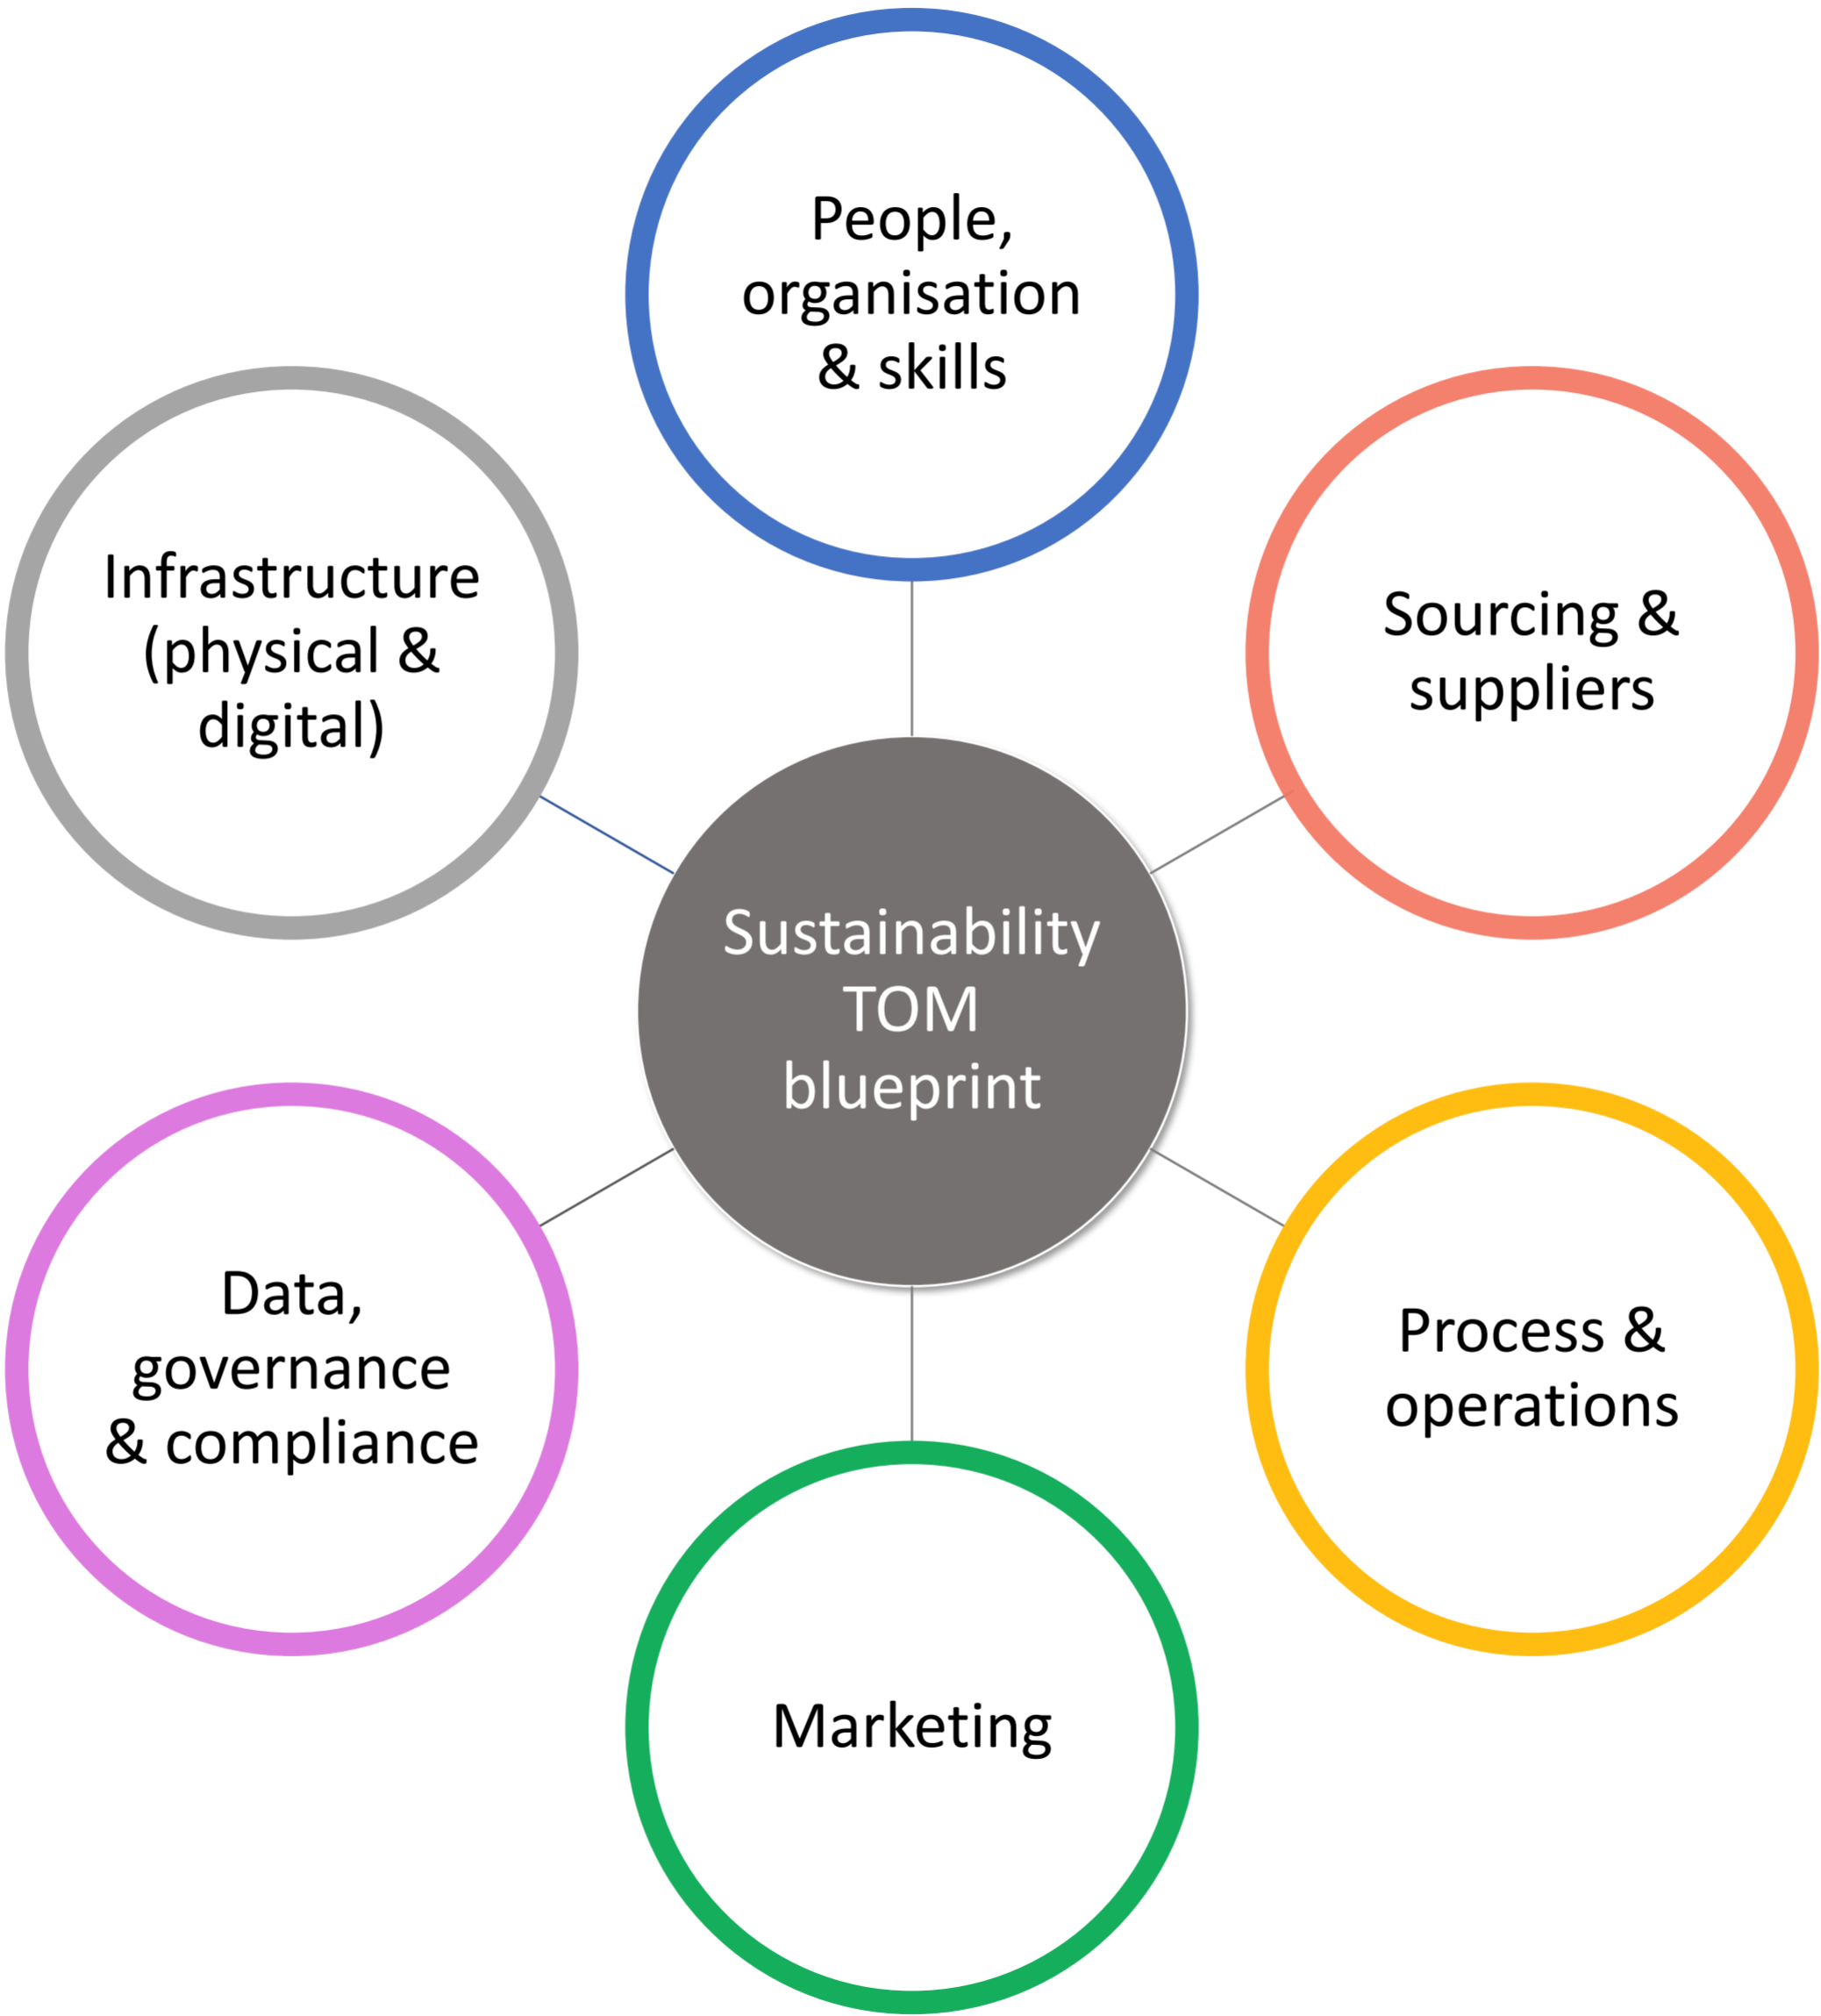 People,
organisation
& skills
Infrastructure
(physical &
digital)
Sourcing &
suppliers
Sustainability
TOM
blueprint
Data,
governance
& compliance
Process &
operations
Marketing